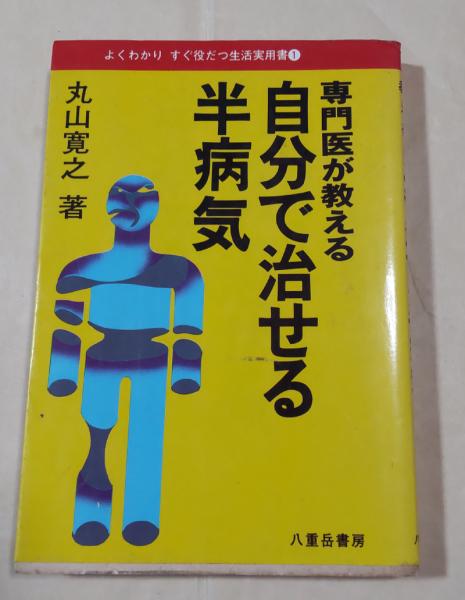 よくわかり すぐ役だつ生活実用書❶
専門医が教える
自分で治せる
半病気
丸山寛之 著
八重岳書房